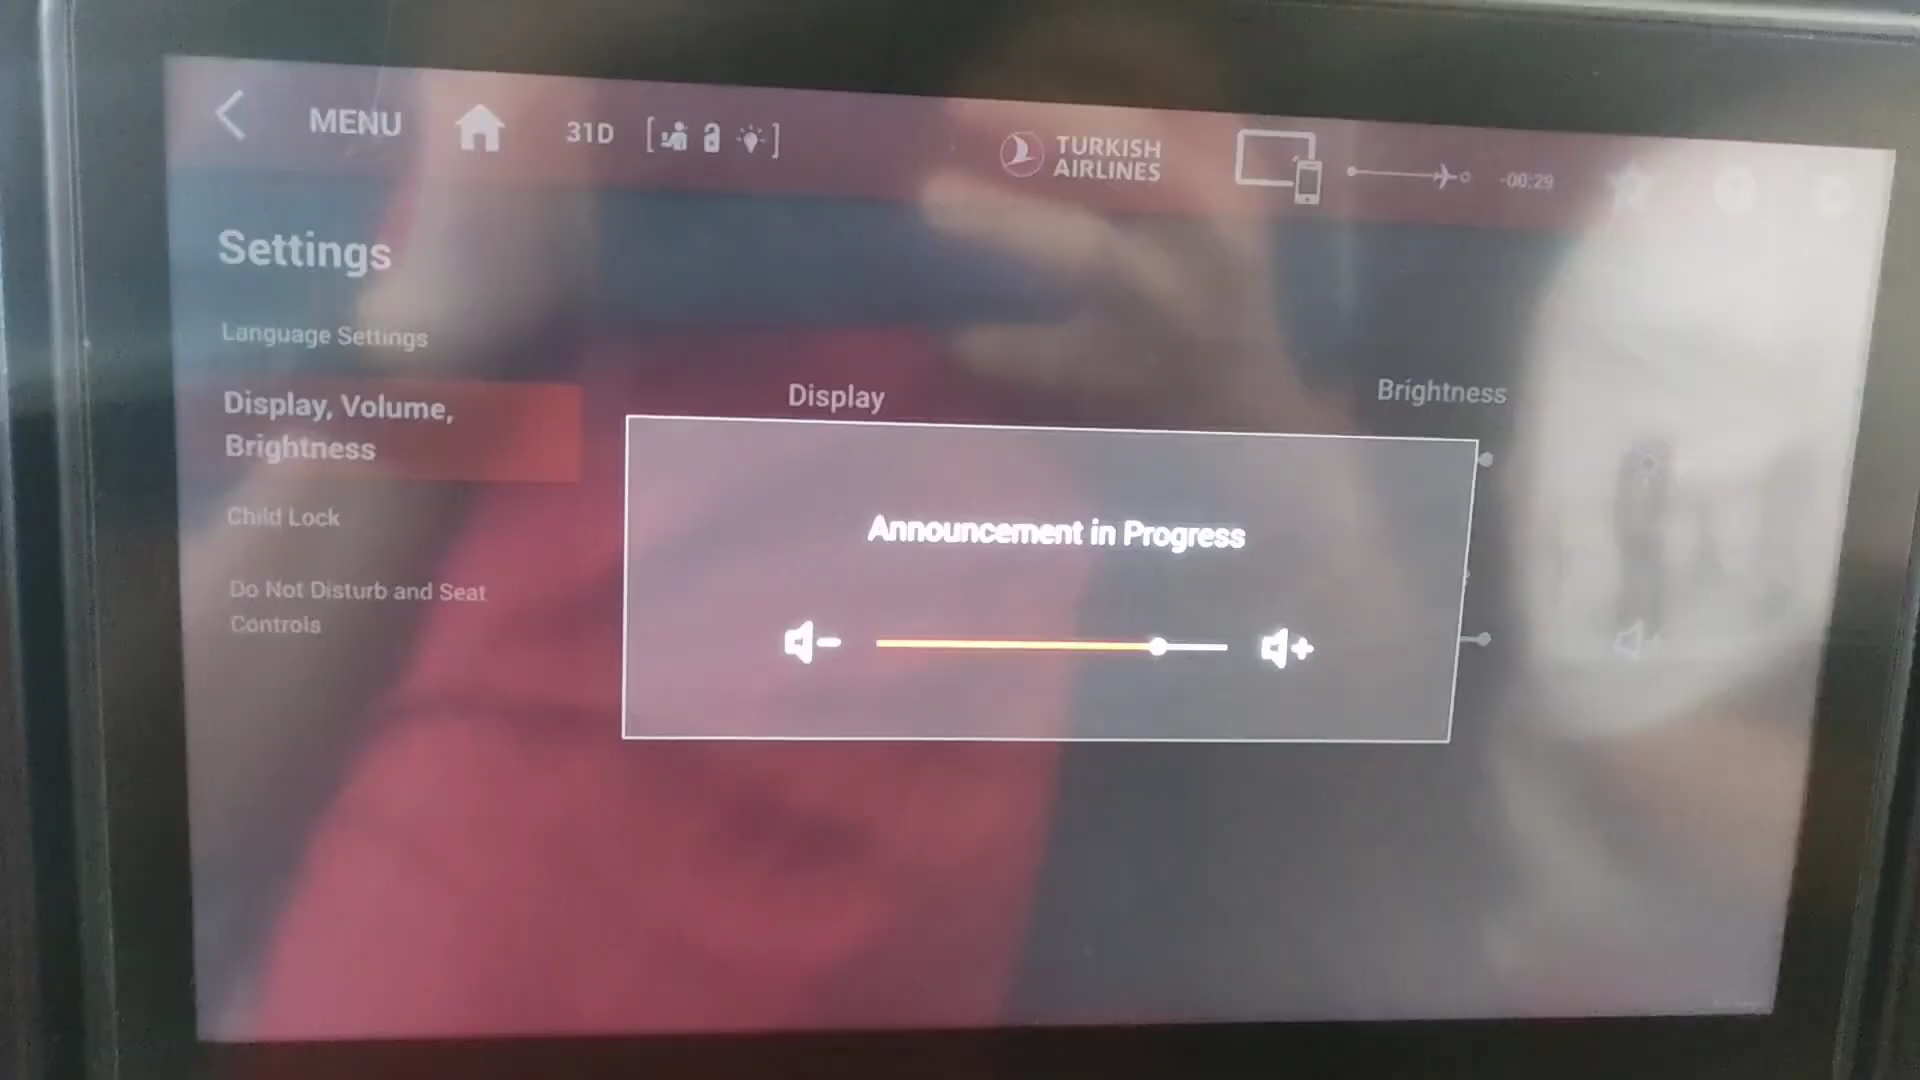 MENU
31D
TURKISH
AIRLINES
-00:29
Settings
Language Settings
Display, Volume,
Brightness
Child Lock
Do Not Disturb and Seat
Controls
Display
Brightness
Announcement in Progress